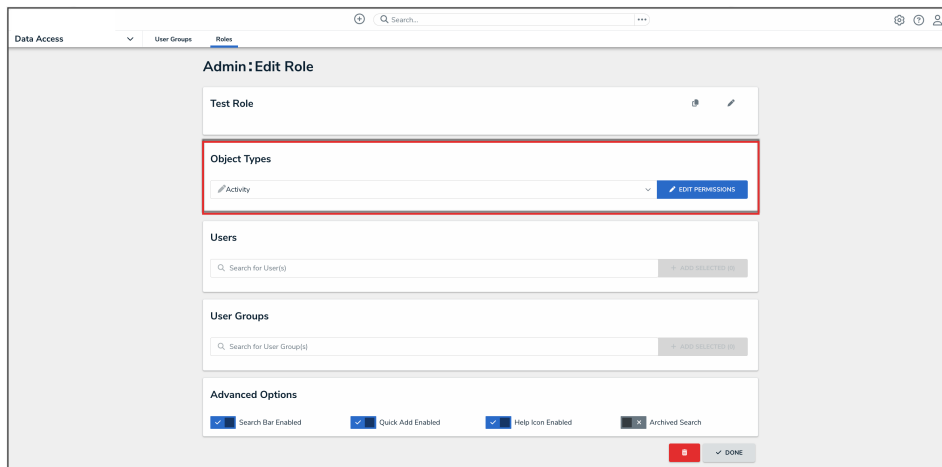 Search...
Data Access
User Groups
Roles
Admin:Edit Role
Test Role
Object Types
Activity
EDIT PERMISSIONS
Users
Search for User(s)
+ ADD SELECTED (0)
User Groups
Search for User Group(s)
+ ADD SELECTED (0)
Advanced Options
Search Bar Enabled
Quick Add Enabled
Help Icon Enabled
Archived Search
DONE